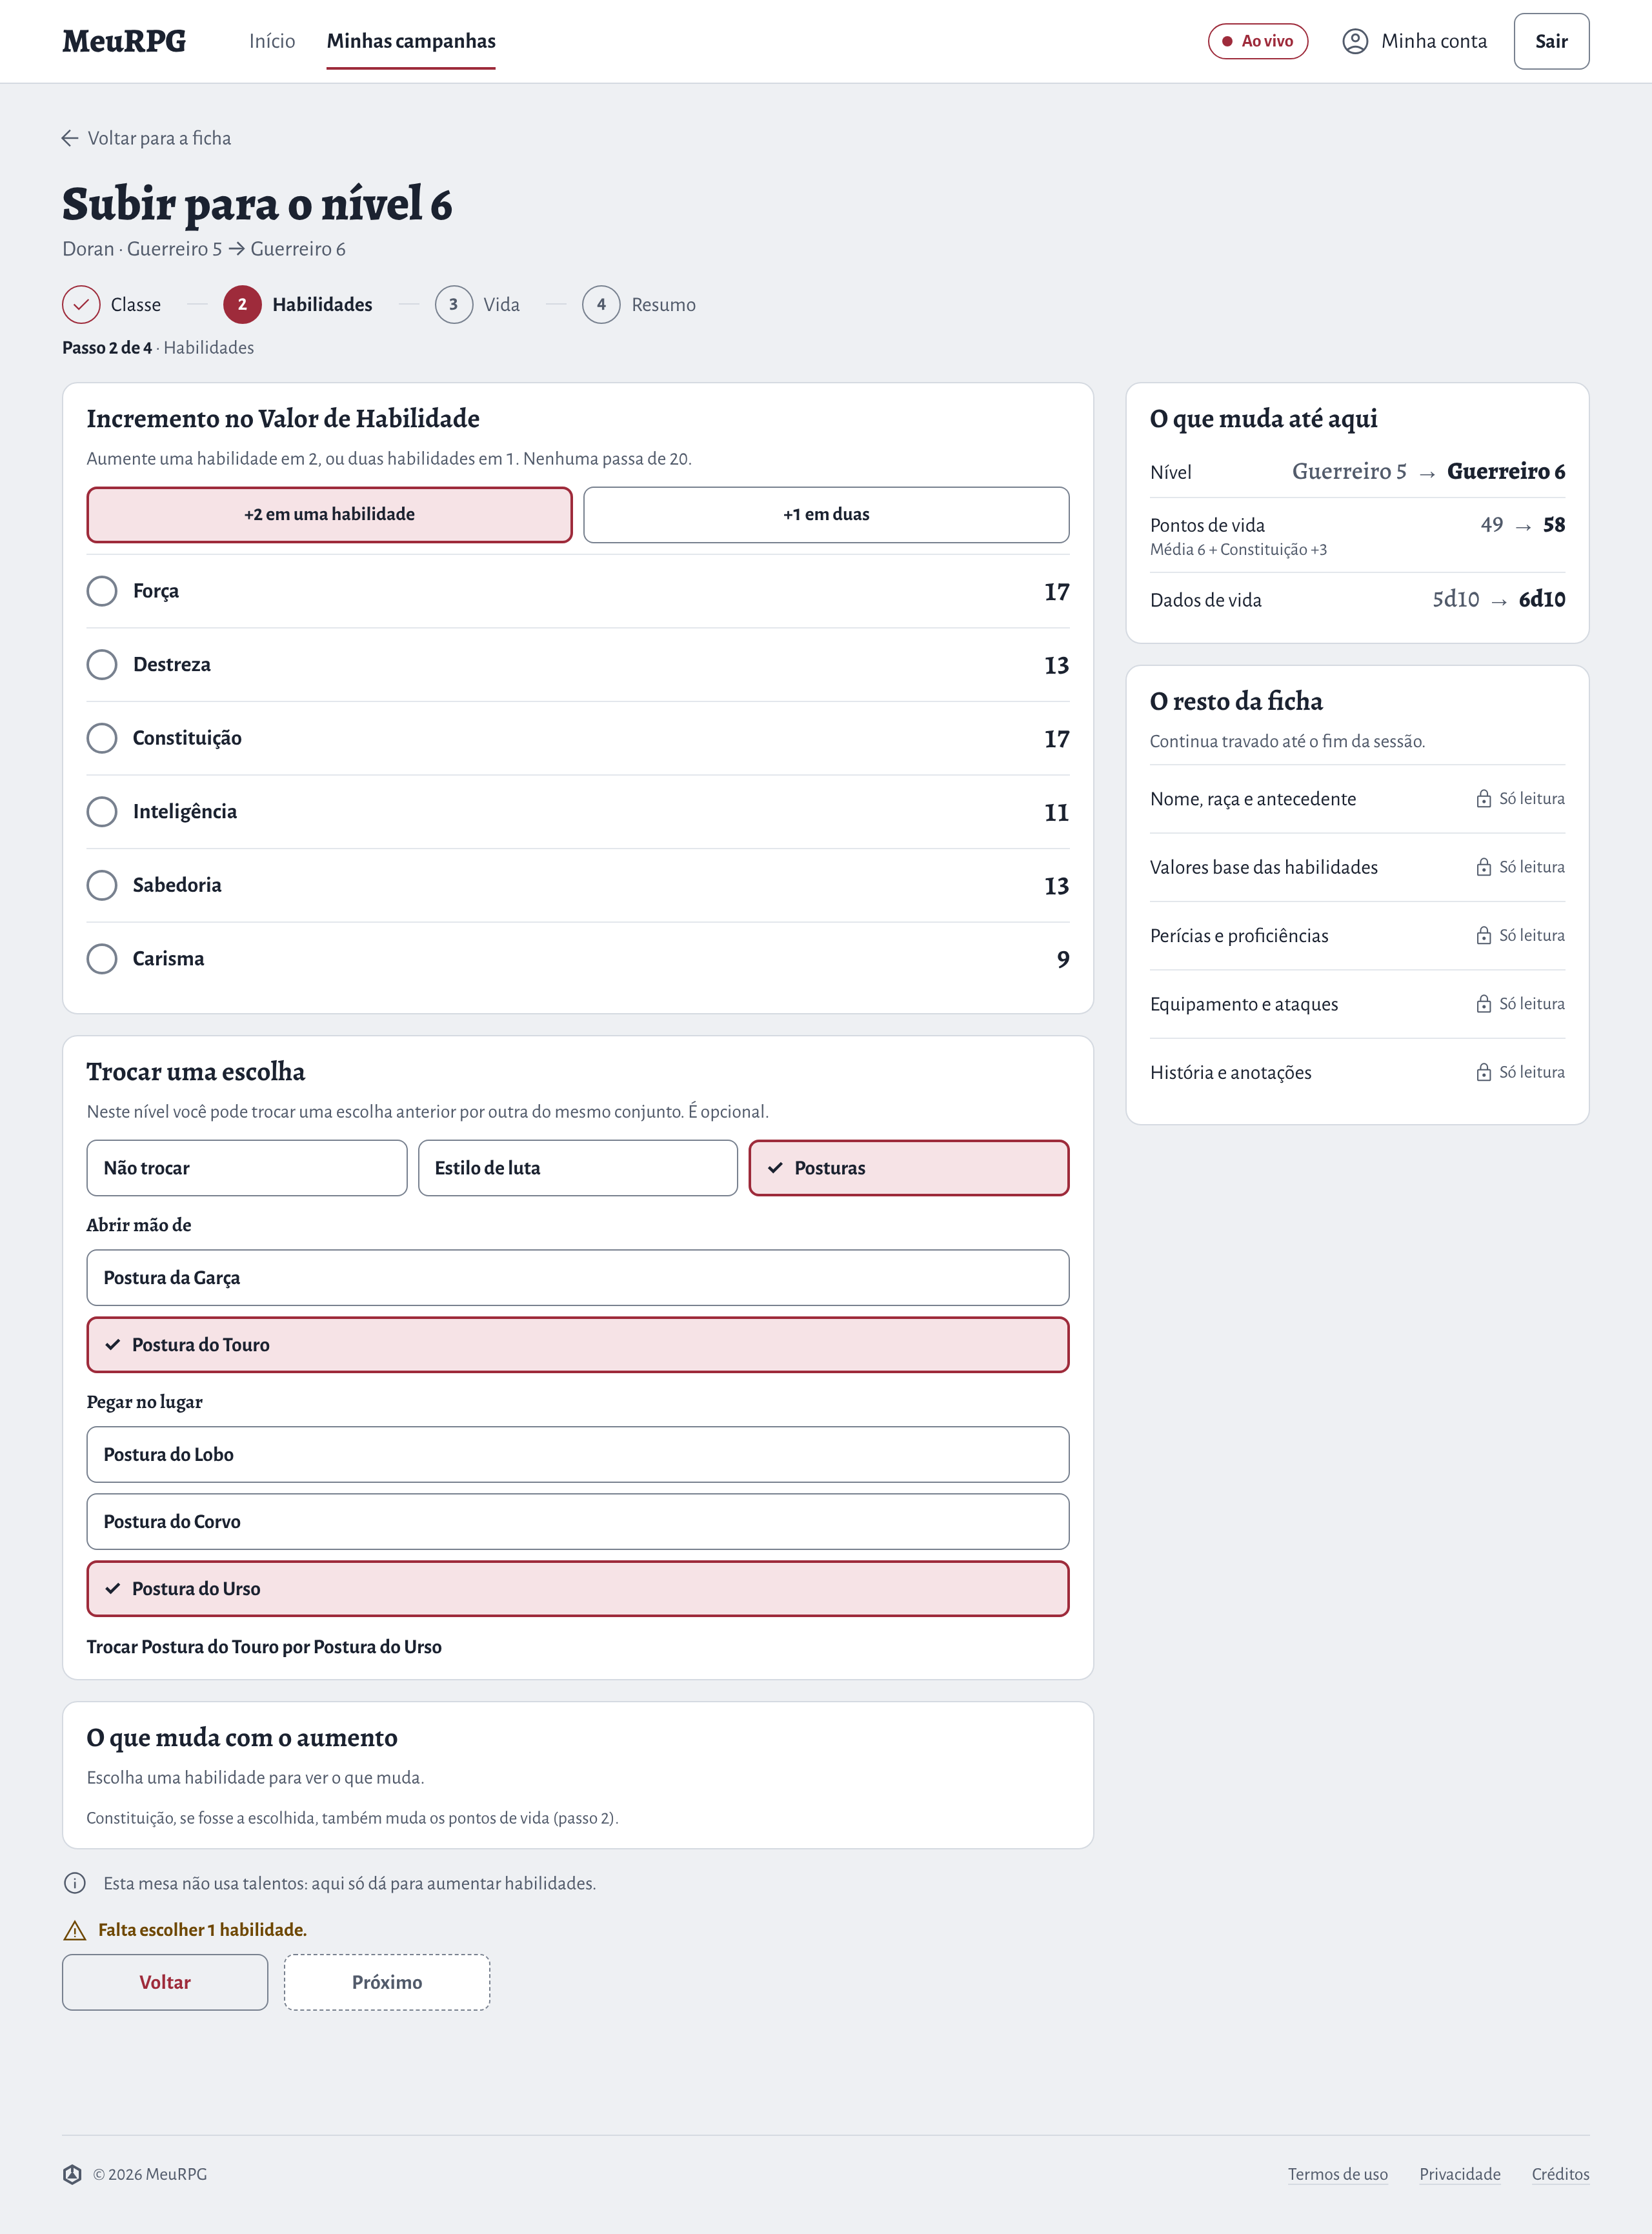 MeuRPG
Início
Minhas campanhas
Ao vivo
Minha conta
Sair
Voltar para a ficha
Subir para o nível 6
Doran · Guerreiro 5 → Guerreiro 6
Classe
2 Habilidades
3 Vida
4 Resumo
Passo 2 de 4 · Habilidades
Incremento no Valor de Habilidade
Aumente uma habilidade em 2, ou duas habilidades em 1. Nenhuma passa de 20.
+2 em uma habilidade
+1 em duas
Força 17
Destreza 13
Constituição 17
Inteligência 11
Sabedoria 13
Carisma 9
Trocar uma escolha
Neste nível você pode trocar uma escolha anterior por outra do mesmo conjunto. É opcional.
Não trocar
Estilo de luta
Posturas
Abrir mão de
Postura da Garça
Postura do Touro
Pegar no lugar
Postura do Lobo
Postura do Corvo
Postura do Urso
Trocar Postura do Touro por Postura do Urso
O que muda com o aumento
Escolha uma habilidade para ver o que muda.
Constituição, se fosse a escolhida, também muda os pontos de vida (passo 2).
Esta mesa não usa talentos: aqui só dá para aumentar habilidades.
Falta escolher 1 habilidade.
Voltar
Próximo
O que muda até aqui
Nível Guerreiro 5 → Guerreiro 6
Pontos de vida 49 → 58
Média 6 + Constituição +3
Dados de vida 5d10 → 6d10
O resto da ficha
Continua travado até o fim da sessão.
Nome, raça e antecedente Só leitura
Valores base das habilidades Só leitura
Perícias e proficiências Só leitura
Equipamento e ataques Só leitura
História e anotações Só leitura
© 2026 MeuRPG
Termos de uso
Privacidade
Créditos